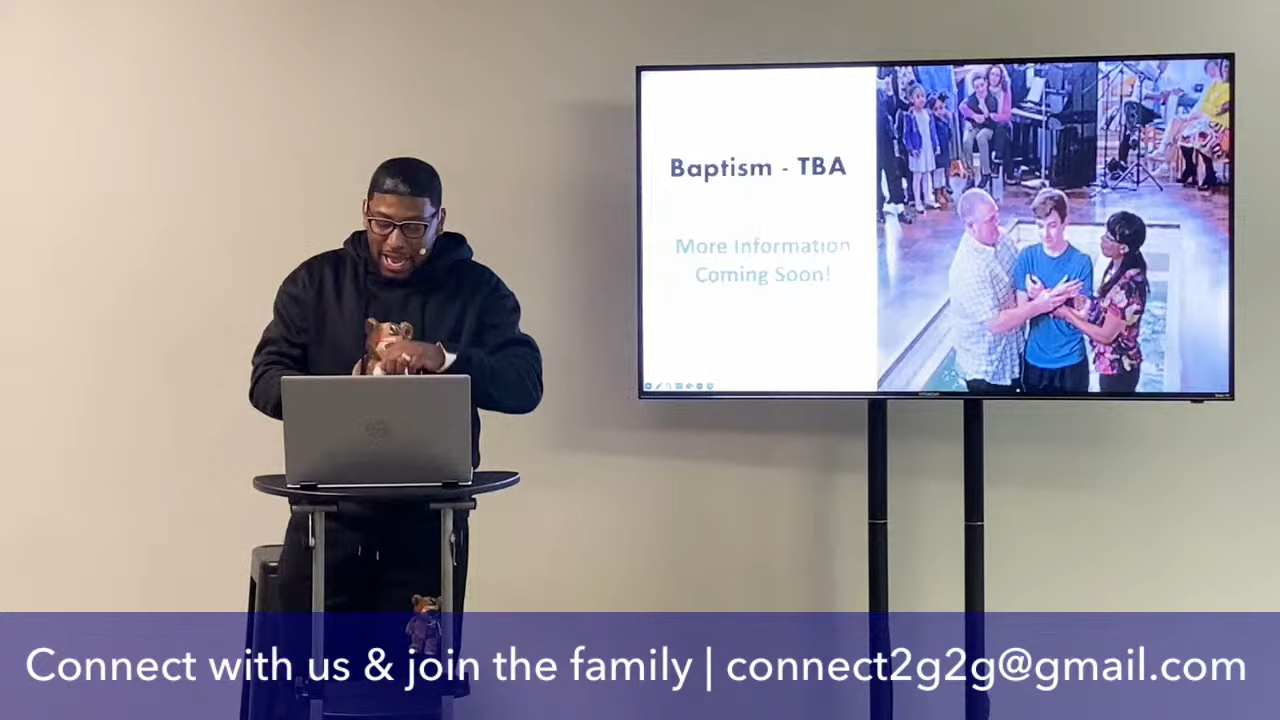 Baptism - TBA
More Information
Coming Soon!
Connect with us & join the family | connect2g2g@gmail.com